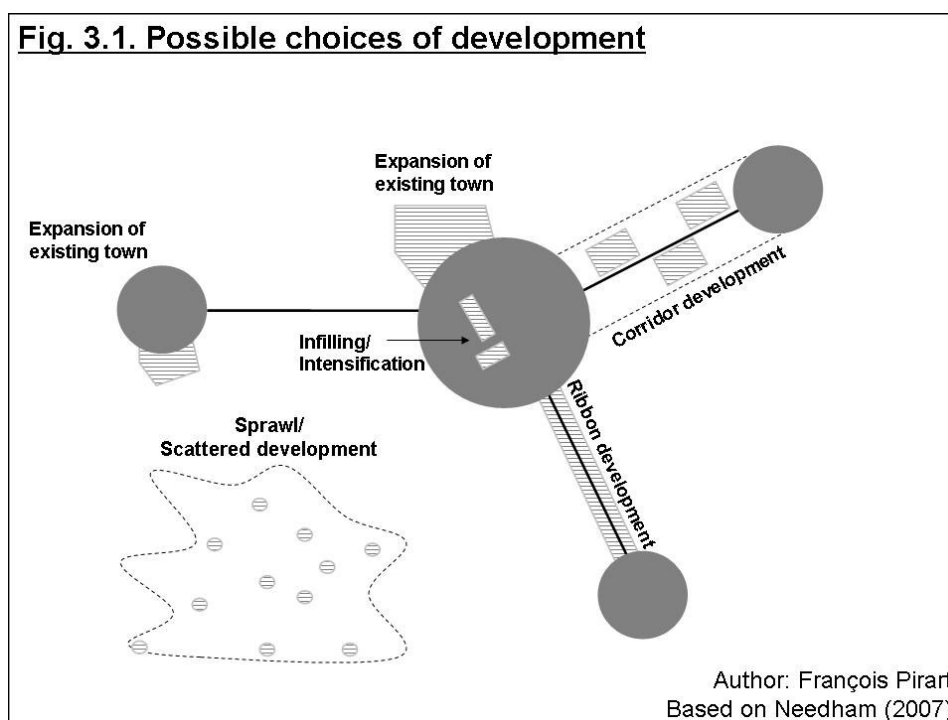 Fig. 3.1. Possible choices of development
Expansion of
existing town
Expansion of
existing town
Corridor development
Infilling/
Intensification
Ribbon development
Sprawl/
Scattered development
Author: François Pirart
Based on Needham (2007)